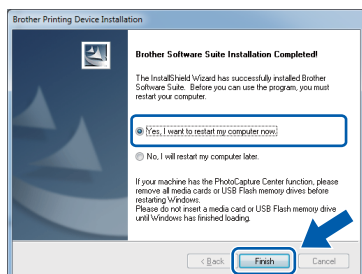 Brother Printing Device Installation
Brother Software Suite Installation Completed!
The InstallShield Wizard has successfully installed Brother
Software Suite. Before you can use the program, you must
restart your computer.
Yes, I want to restart my computer now.
No, I will restart my computer later.
If your machine has the PhotoCapture Center function, please
remove all media cards or USB Flash memory drives before
restarting Windows.
Please do not insert a media card or USB Flash memory drive
until Windows has finished loading.
< Back
Finish
Cancel